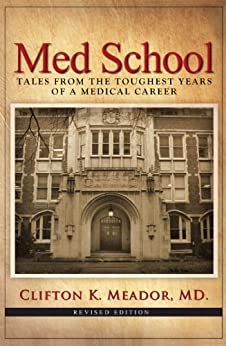 Med School
TALES FROM THE TOUGHEST YEARS
OF A MEDICAL CAREER
CLIFTON K. MEADOR, MD.
REVISED EDITION